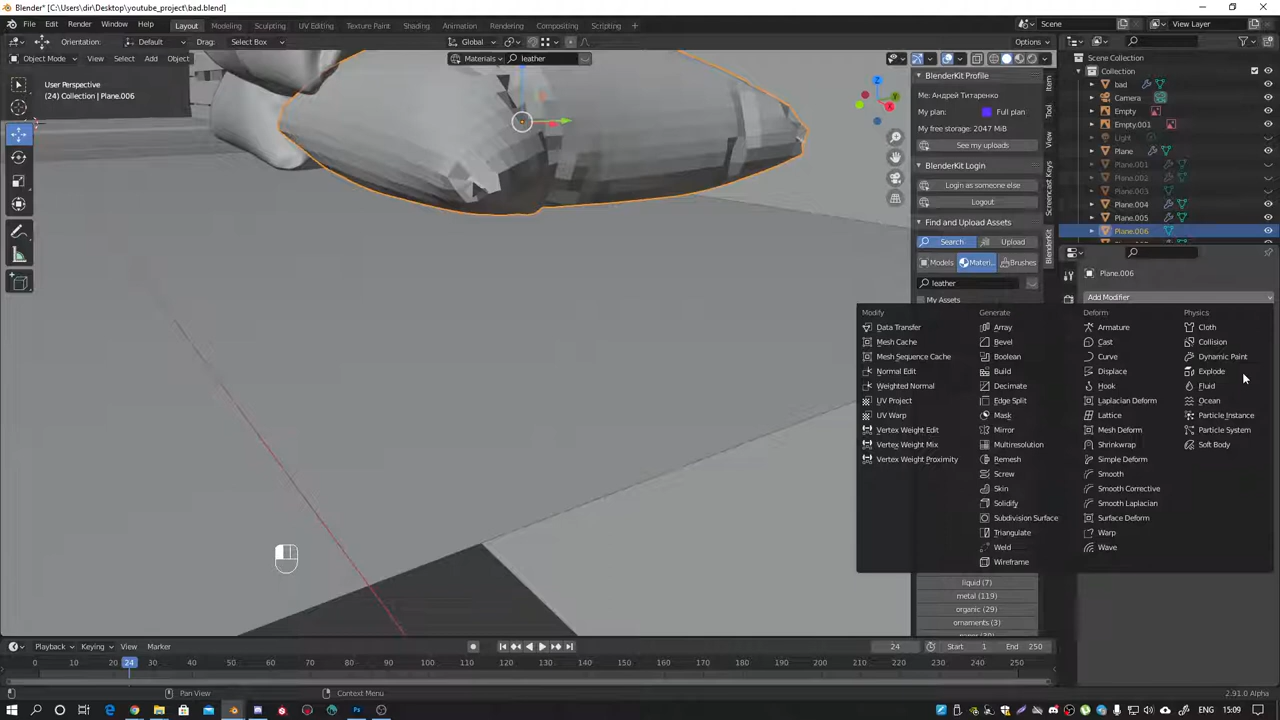 Blender* [C:\Users\dir\Desktop\youtube_project\bad.blend]
File Edit Render Window Help Layout Modeling Sculpting UV Editing Texture Paint Shading Animation Rendering Compositing Scripting Scene View Layer
Orientation: Default Drag: Select Box Global Options
Object Mode View Select Add Object Materials leather
User Perspective
(24) Collection | Plane.006
BlenderKit Profile
Me: Андрей Титаренко
My plan: Full plan
My free storage: 2047 MiB
See my uploads
BlenderKit Login
Login as someone else
Logout
Find and Upload Assets
Search Upload
Models Materi... Brushes
leather
My Assets
Item
Tool
View
Screencast Keys
BlenderKit
Scene Collection
Collection
bad
Camera
Empty
Empty.001
Light
Plane
Plane.001
Plane.002
Plane.003
Plane.004
Plane.005
Plane.006
Plane.006
Add Modifier
Modify Generate Deform Physics
Data Transfer Array Armature Cloth
Mesh Cache Bevel Cast Collision
Mesh Sequence Cache Boolean Curve Dynamic Paint
Normal Edit Build Displace Explode
Weighted Normal Decimate Hook Fluid
UV Project Edge Split Laplacian Deform Ocean
UV Warp Mask Lattice Particle Instance
Vertex Weight Edit Mirror Mesh Deform Particle System
Vertex Weight Mix Multiresolution Shrinkwrap Soft Body
Vertex Weight Proximity Remesh Simple Deform
Screw Smooth
Skin Smooth Corrective
Solidify Smooth Laplacian
Subdivision Surface Surface Deform
Triangulate Warp
Weld Wave
Wireframe
liquid (7)
metal (119)
organic (29)
ornaments (3)
Playback Keying View Marker 24 Start 1 End 250
0 10 20 24 30 40 50 60 70 80 90 100 110 120 130 140 150 160 170 180 190 200 210 220 230 240 250
Pan View Context Menu 2.91.0 Alpha
ENG 15:09